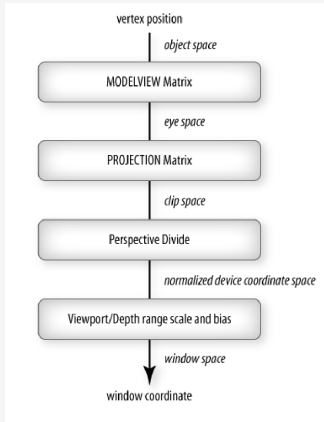 vertex position
object space
MODELVIEW Matrix
eye space
PROJECTION Matrix
clip space
Perspective Divide
normalized device coordinate space
Viewport/Depth range scale and bias
window space
window coordinate